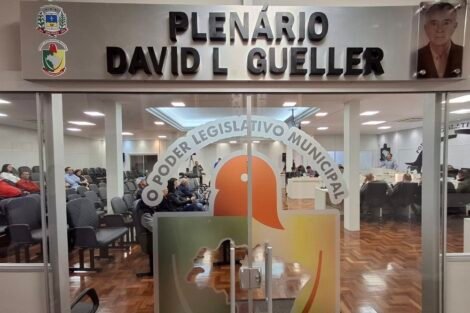 PLENÁRIO
DAVID L GUELLER
O PODER LEGISLATIVO MUNICIPAL